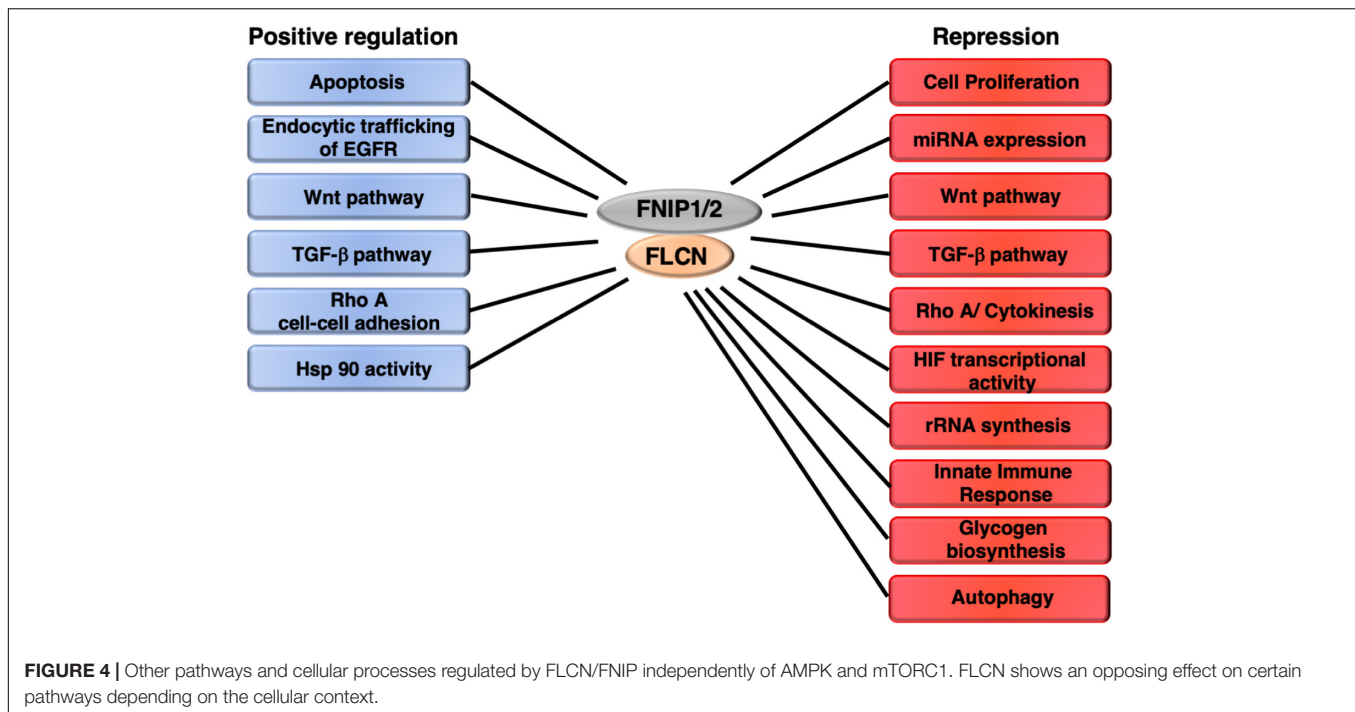 Positive regulation
Apoptosis
Endocytic trafficking
of EGFR
Wnt pathway
TGF-β pathway
Rho A
cell-cell adhesion
Hsp 90 activity
FNIP1/2
FLCN
Repression
Cell Proliferation
miRNA expression
Wnt pathway
TGF-β pathway
Rho A/ Cytokinesis
HIF transcriptional
activity
rRNA synthesis
Innate Immune
Response
Glycogen
biosynthesis
Autophagy
FIGURE 4 | Other pathways and cellular processes regulated by FLCN/FNIP independently of AMPK and mTORC1. FLCN shows an opposing effect on certain
pathways depending on the cellular context.